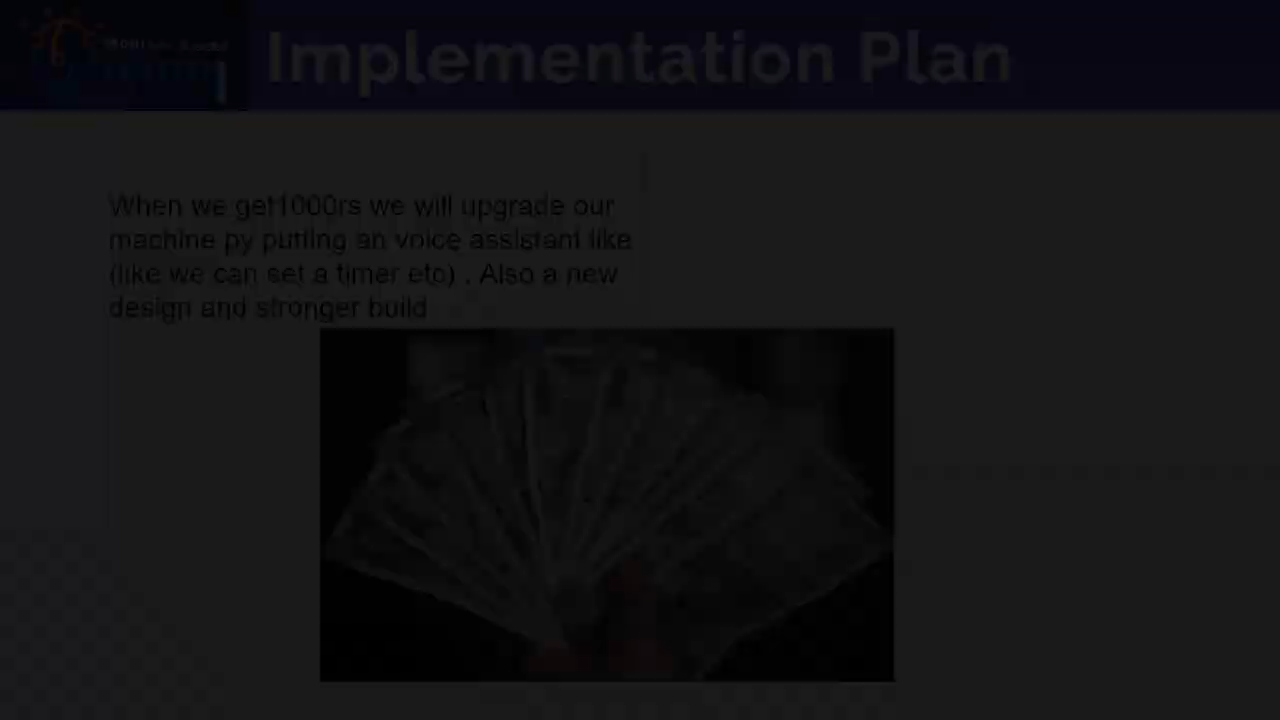 Implementation Plan
When we get1000rs we will upgrade our
machine py putting an voice assistant like
(like we can set a timer etc) . Also a new
design and stronger build